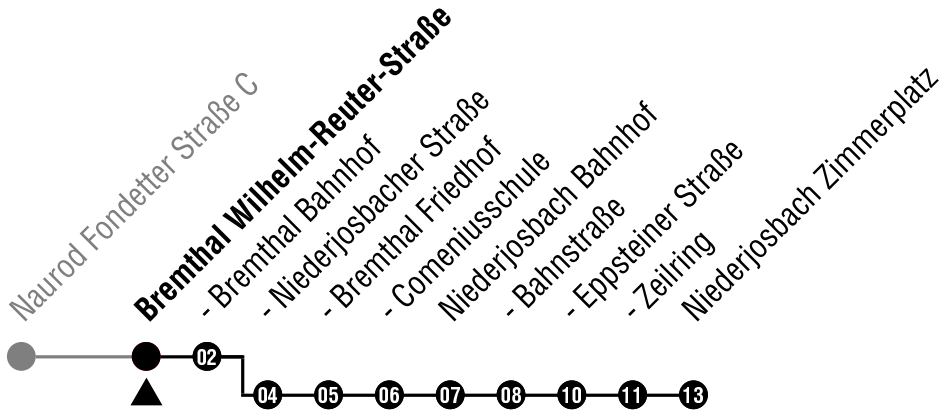 Naurod Fondetter Straße C
Bremthal Wilhelm-Reuter-Straße
- Bremthal Bahnhof
- Niederjosbacher Straße
- Bremthal Friedhof
- Comeniusschule
Niederjosbach Bahnhof
- Bahnstraße
- Eppsteiner Straße
- Zeilring
Niederjosbach Zimmerplatz
02
04 05 06 07 08 10 11 13